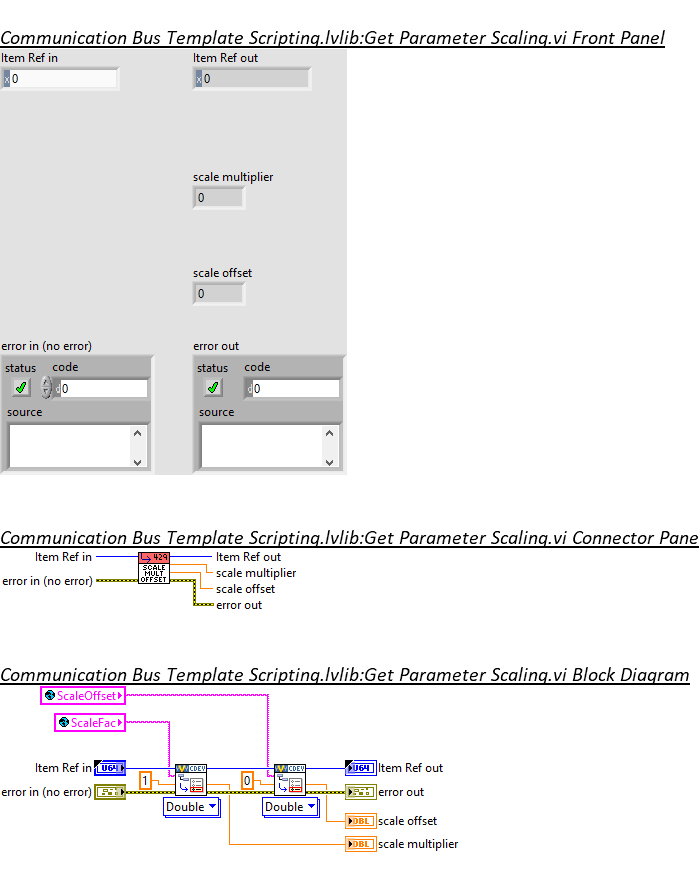 Communication Bus Template Scripting.lvlib:Get Parameter Scaling.vi Front Panel
Item Ref in
Item Ref out
x 0
x 0
scale multiplier
0
scale offset
0
error in (no error)
error out
status code
status code
d 0
d 0
source
source
Communication Bus Template Scripting.lvlib:Get Parameter Scaling.vi Connector Pane
Item Ref in
429
Item Ref out
SCALE
MULT
OFFSET
scale multiplier
error in (no error)
scale offset
error out
Communication Bus Template Scripting.lvlib:Get Parameter Scaling.vi Block Diagram
ScaleOffset
ScaleFac
Item Ref in
U64
CDEV
CDEV
U64
Item Ref out
error in (no error)
1
0
error out
Double
Double
DBL
scale offset
DBL
scale multiplier